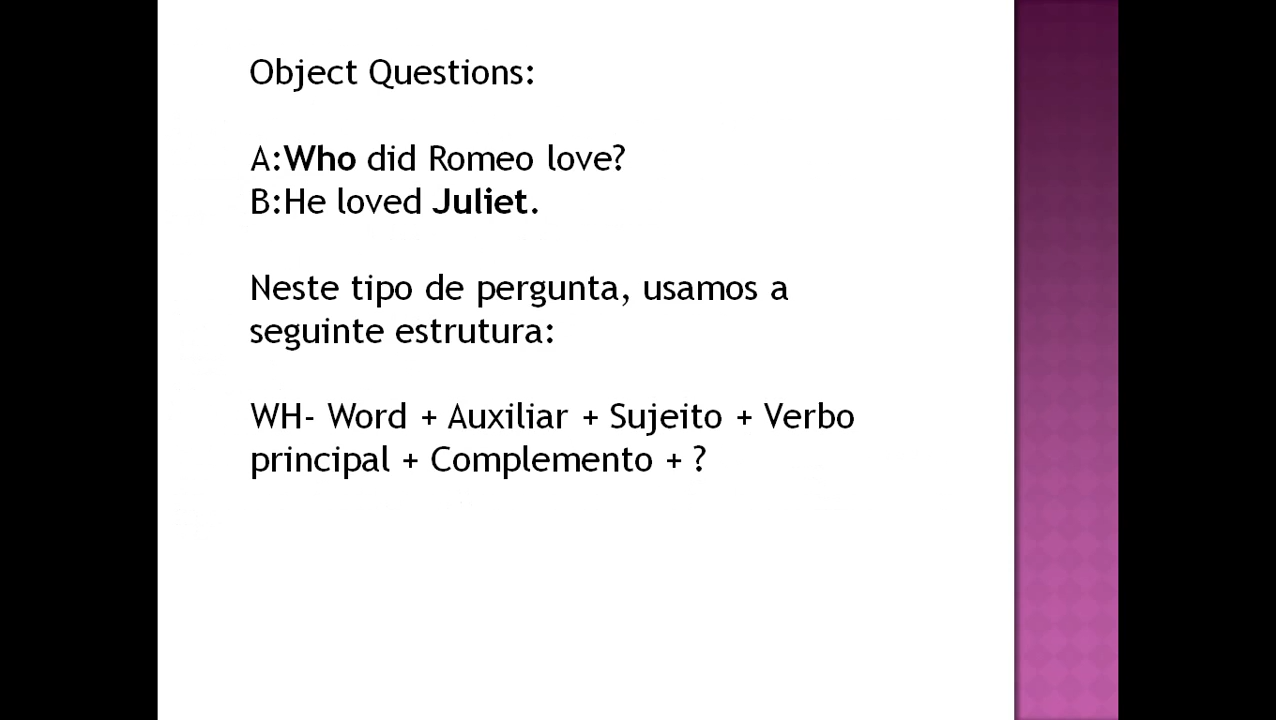 Object Questions:
A:Who did Romeo love?
B:He loved Juliet.
Neste tipo de pergunta, usamos a
seguinte estrutura:
WH- Word + Auxiliar + Sujeito + Verbo
principal + Complemento + ?